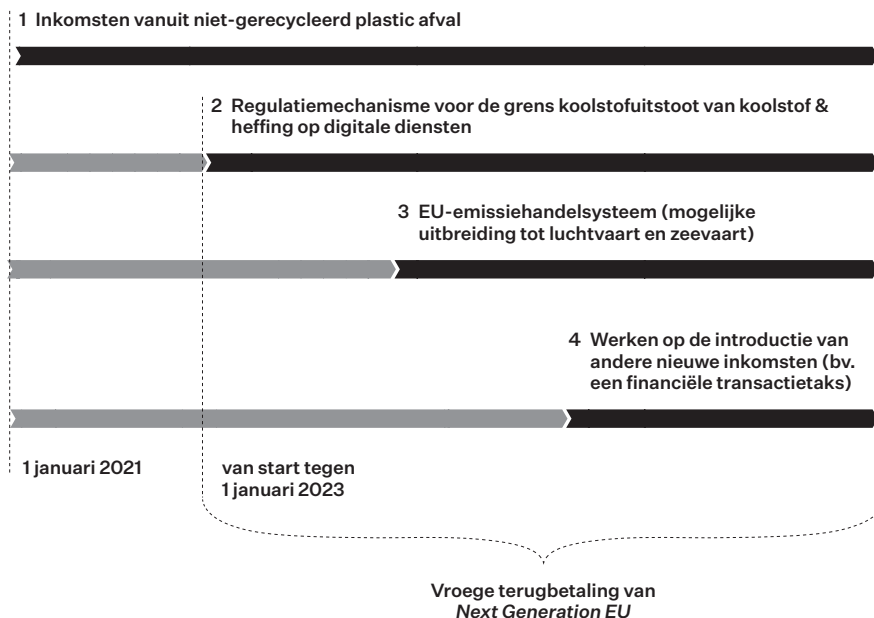 1 Inkomsten vanuit niet-gerecycleerd plastic afval
2 Regulatiemechanisme voor de grens koolstofuitstoot van koolstof &
heffing op digitale diensten
3 EU-emissiehandelsysteem (mogelijke
uitbreiding tot luchtvaart en zeevaart)
4 Werken op de introductie van
andere nieuwe inkomsten (bv.
een financiële transactietaks)
1 januari 2021
van start tegen
1 januari 2023
Vroege terugbetaling van
Next Generation EU